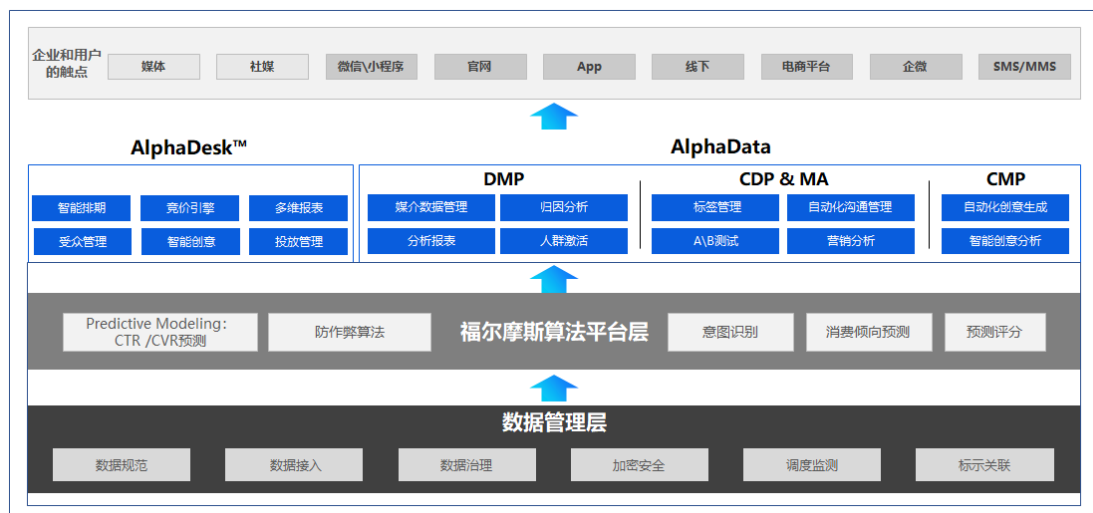 企业和用户
的触点
媒体
社媒
微信\小程序
官网
App
线下
电商平台
企微
SMS/MMS
AlphaDesk™
AlphaData
智能排期
竞价引擎
多维报表
受众管理
智能创意
投放管理
DMP
媒介数据管理
归因分析
分析报表
人群激活
CDP & MA
标签管理
自动化沟通管理
A\B测试
营销分析
CMP
自动化创意生成
智能创意分析
Predictive Modeling:
CTR /CVR预测
防作弊算法
福尔摩斯算法平台层
意图识别
消费倾向预测
预测评分
数据管理层
数据规范
数据接入
数据治理
加密安全
调度监测
标示关联